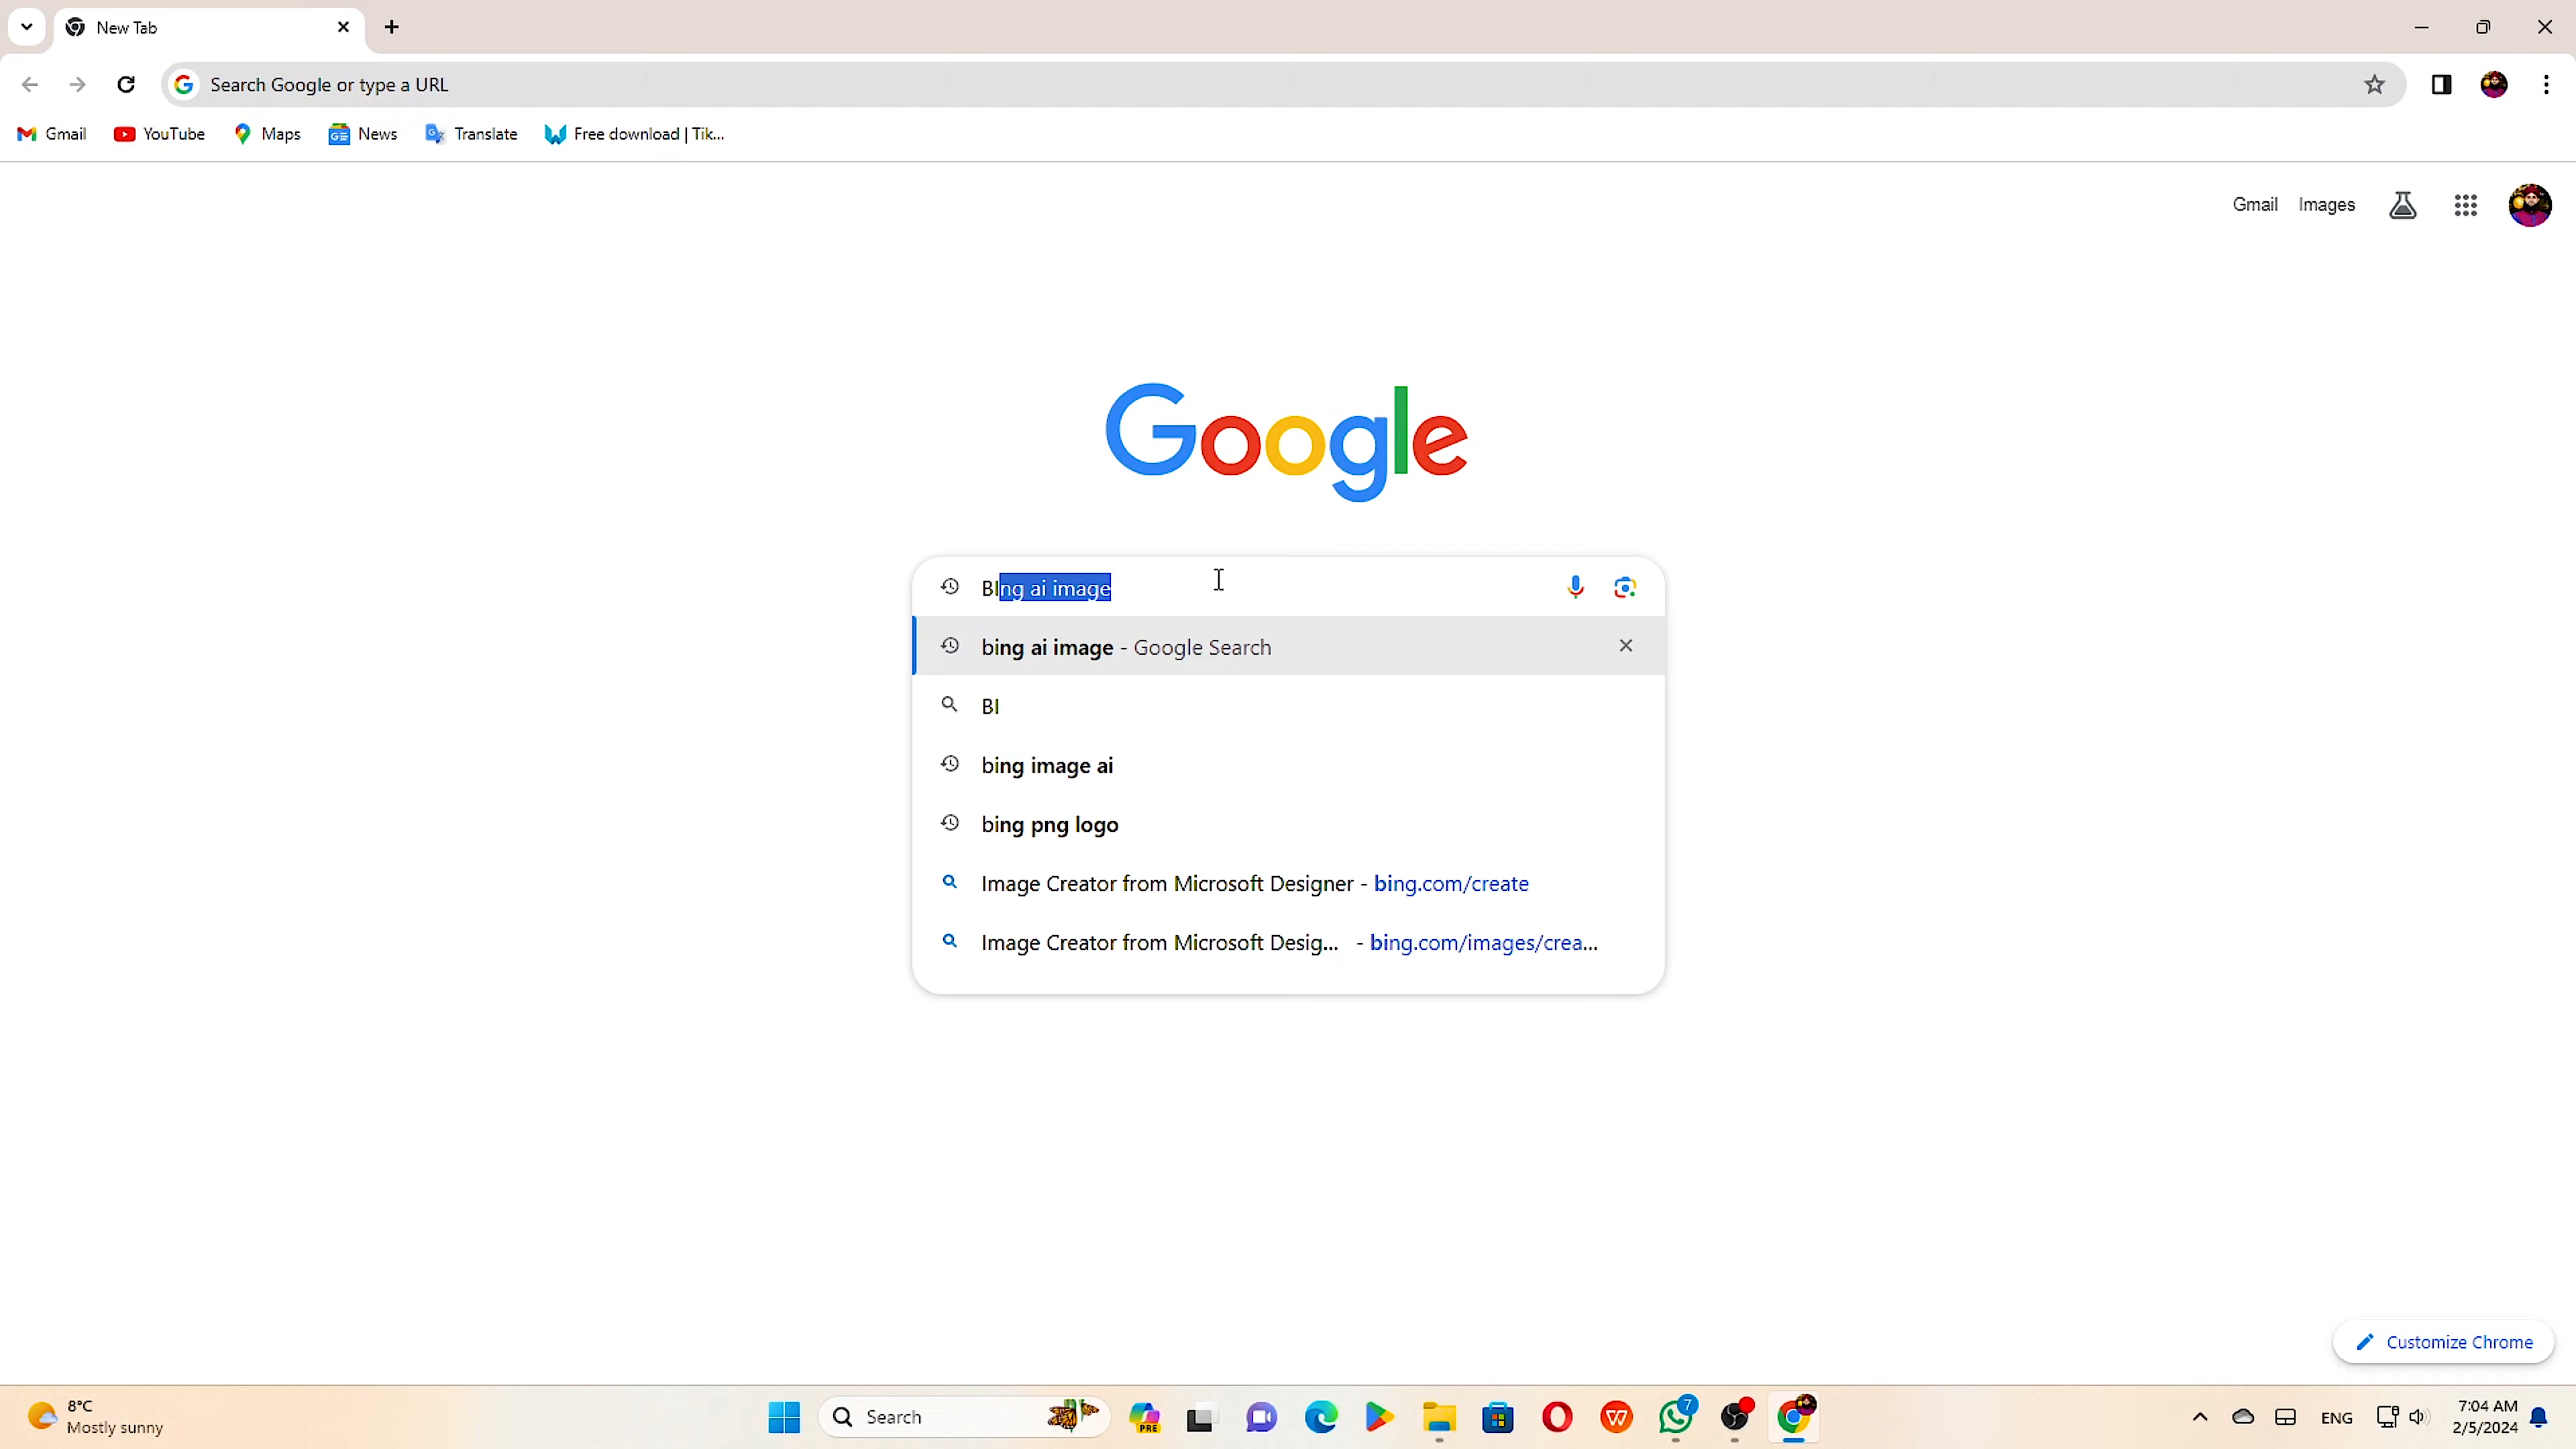 New Tab
Search Google or type a URL
Gmail YouTube Maps News Translate Free download | Tik...
Gmail Images
Google
BIng ai image
bing ai image - Google Search
BI
bing image ai
bing png logo
Image Creator from Microsoft Designer - bing.com/create
Image Creator from Microsoft Desig... - bing.com/images/crea...
Customize Chrome
8°C
Mostly sunny
Search
PRE
7
ENG
7:04 AM
2/5/2024